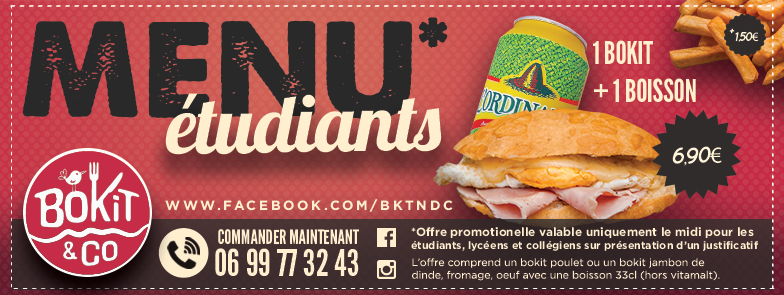 MENU*
étudiants
1 BOKIT
+ 1 BOISSON
+1.50€
6,90€
BOKIT
& CO
WWW.FACEBOOK.COM/BKTNDC
COMMANDER MAINTENANT
06 99 77 32 43
*Offre promotionelle valable uniquement le midi pour les
étudiants, lycéens et collégiens sur présentation d'un justificatif
L'offre comprend un bokit poulet ou un bokit jambon de
dinde, fromage, oeuf avec une boisson 33cl (hors vitamalt).